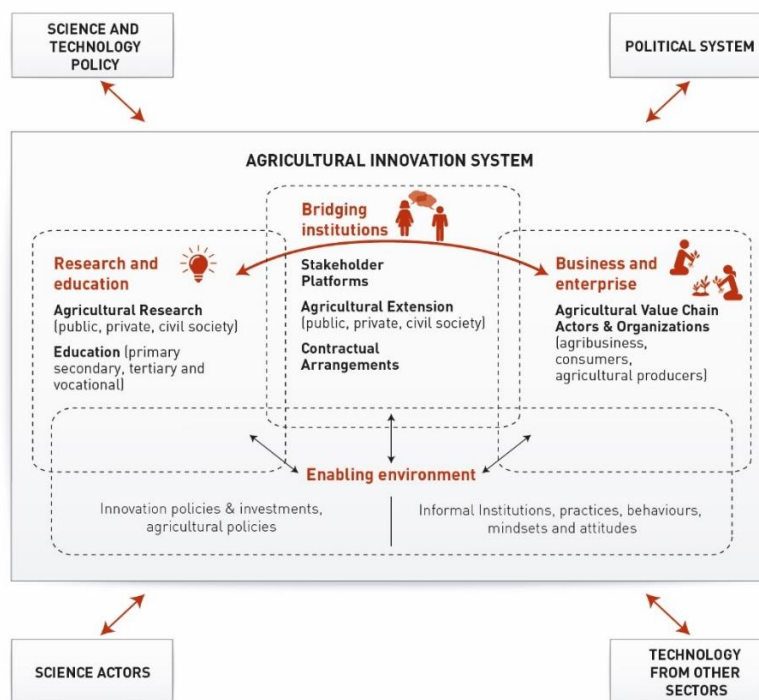 SCIENCE AND
TECHNOLOGY
POLICY
POLITICAL SYSTEM
AGRICULTURAL INNOVATION SYSTEM
Bridging
institutions
Stakeholder
Platforms
Agricultural Extension
(public, private, civil society)
Contractual
Arrangements
Research and
education
Agricultural Research
(public, private, civil society)
Education (primary
secondary, tertiary and
vocational)
Business and
enterprise
Agricultural Value Chain
Actors & Organizations
(agribusiness,
consumers,
agricultural producers)
Enabling environment
Innovation policies & investments,
agricultural policies
Informal Institutions, practices, behaviours,
mindsets and attitudes
SCIENCE ACTORS
TECHNOLOGY
FROM OTHER
SECTORS